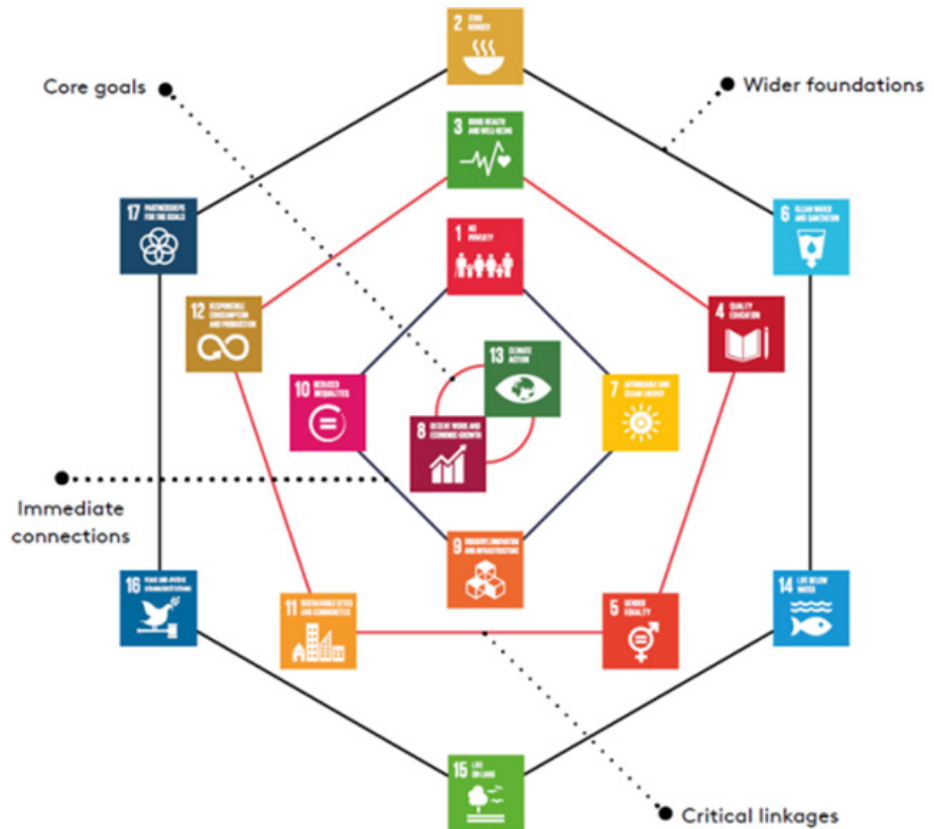 2 ZERO
HUNGER
Core goals
Wider foundations
3 GOOD HEALTH
AND WELL-BEING
17 PARTNERSHIPS
FOR THE GOALS
6 CLEAN WATER
AND SANITATION
1 NO
POVERTY
12 RESPONSIBLE
CONSUMPTION
AND PRODUCTION
4 QUALITY
EDUCATION
13 CLIMATE
ACTION
10 REDUCED
INEQUALITIES
7 AFFORDABLE AND
CLEAN ENERGY
8 DECENT WORK AND
ECONOMIC GROWTH
Immediate
connections
9 INDUSTRY, INNOVATION
AND INFRASTRUCTURE
16 PEACE AND JUSTICE
STRONG INSTITUTIONS
14 LIFE BELOW
WATER
11 SUSTAINABLE CITIES
AND COMMUNITIES
5 GENDER
EQUALITY
15 LIFE
ON LAND
Critical linkages